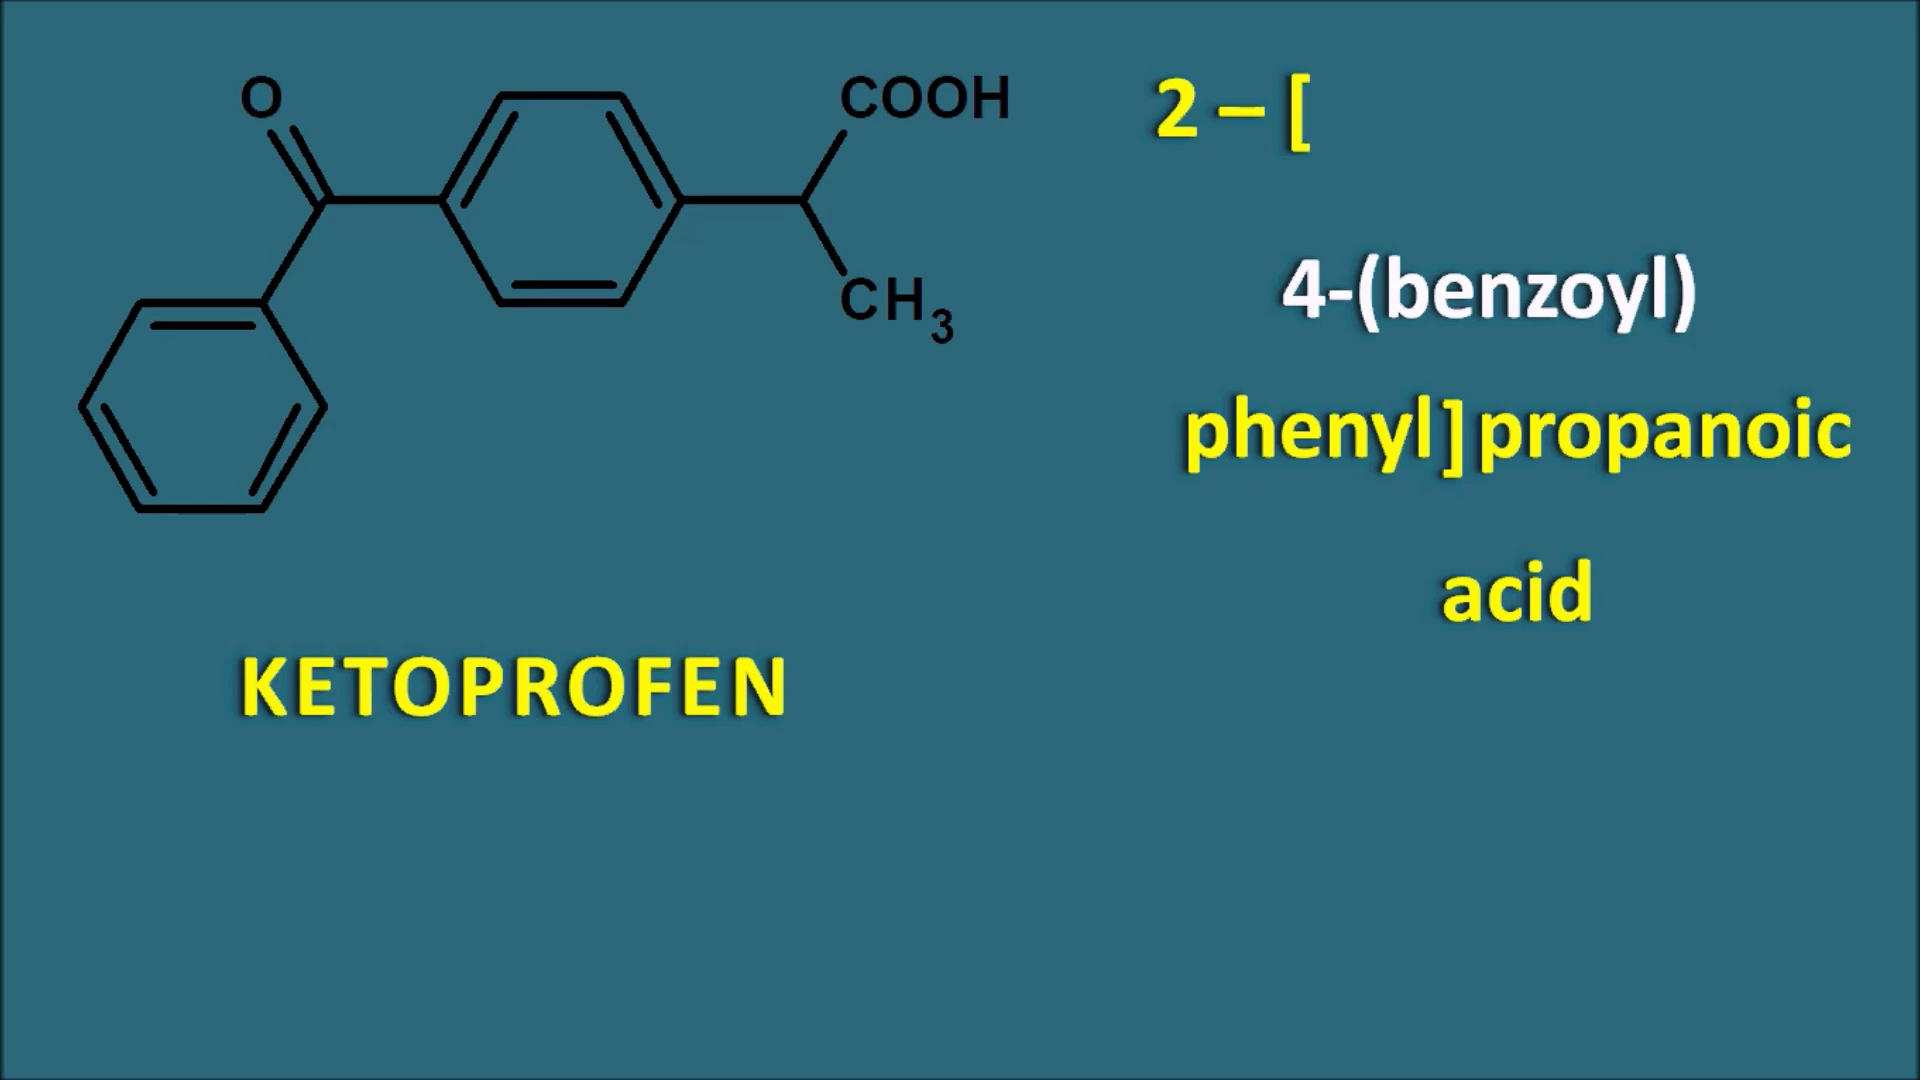 O
COOH
CH3
KETOPROFEN
2 – [
4-(benzoyl)
phenyl] propanoic
acid